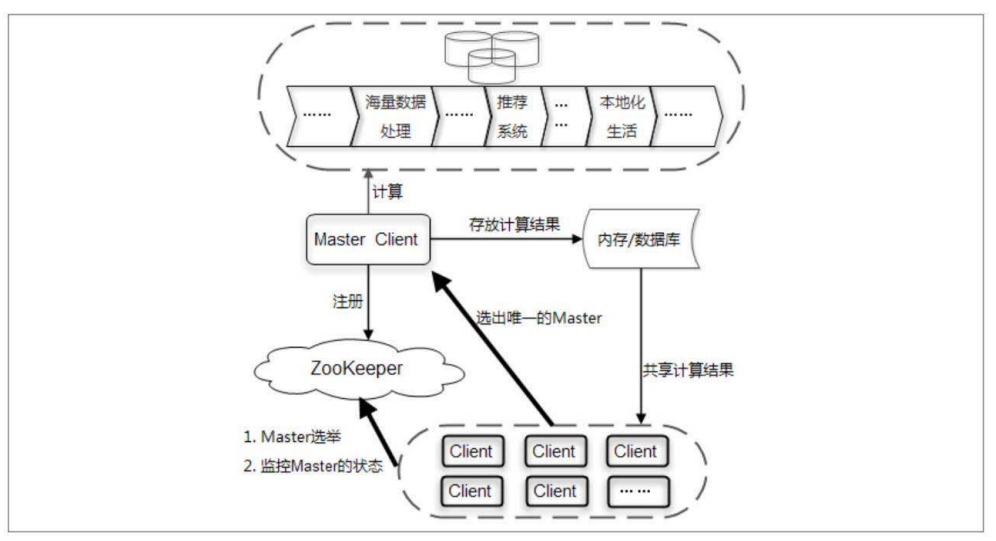 …… 海量数据 …… 推荐 … 本地化 ……
处理 系统 … 生活
计算
Master Client
存放计算结果
内存/数据库
注册
选出唯一的Master
ZooKeeper
共享计算结果
1. Master选举
2. 监控Master的状态
Client Client Client
Client Client ……